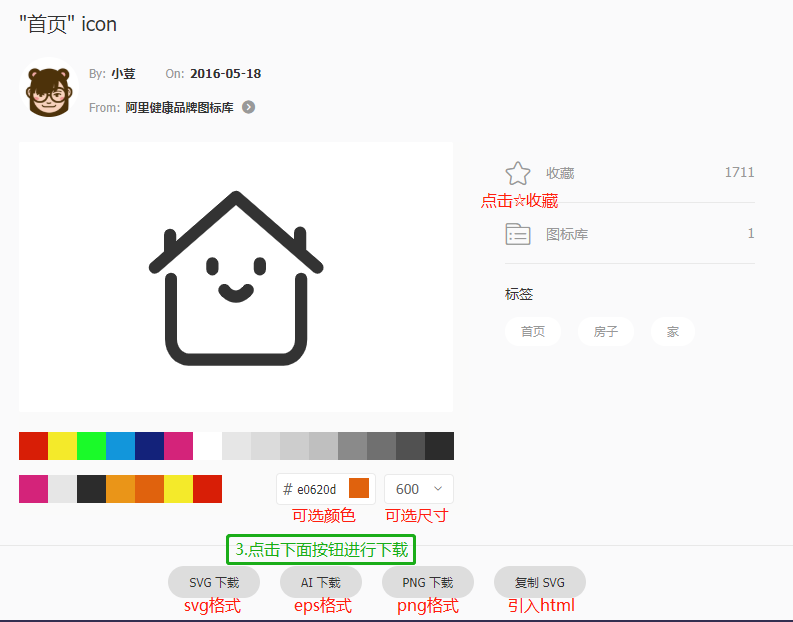 "首页" icon
By: 小荳 On: 2016-05-18
From: 阿里健康品牌图标库
收藏 1711
点击☆收藏
图标库 1
标签
首页 房子 家
# e0620d 600
可选颜色 可选尺寸
3.点击下面按钮进行下载
SVG 下载 AI 下载 PNG 下载 复制 SVG
svg格式 eps格式 png格式 引入html